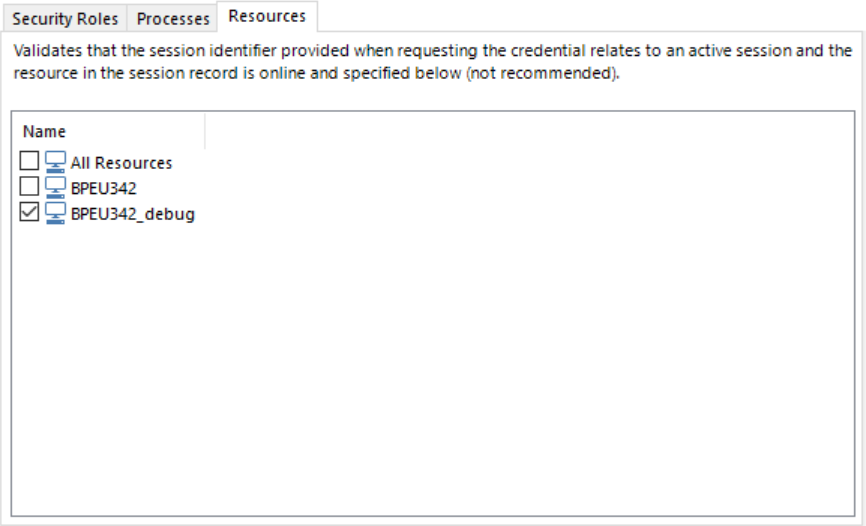 Security Roles Processes Resources
Validates that the session identifier provided when requesting the credential relates to an active session and the
resource in the session record is online and specified below (not recommended).
Name
All Resources
BPEU342
BPEU342_debug